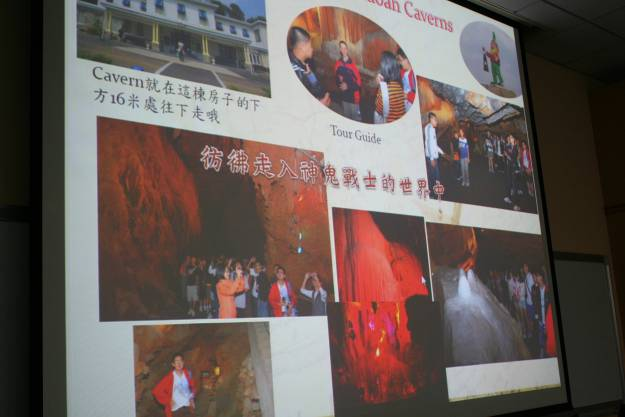 Caverns
Cavern就在這棟房子的下
方16米處往下走哦
Tour Guide
彷彿走入神鬼戰士的世界中